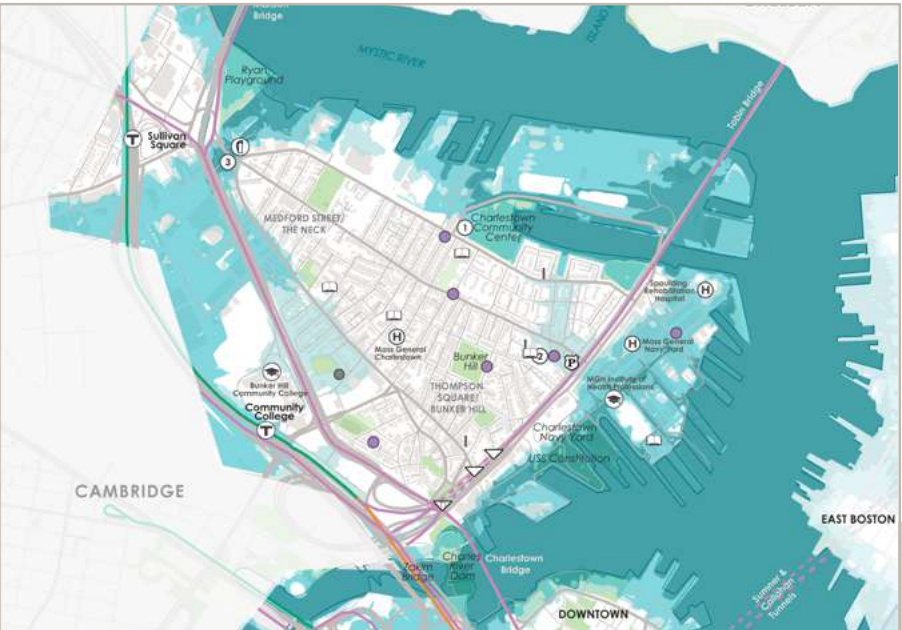 Bridge
MYSTIC RIVER
Ryan
Playground
Tobin Bridge
T
Sullivan
Square
3
MEDFORD STREET/
THE NECK
1
Charlestown
Community
Center
Spaulding
Rehabilitation
Hospital
H
H
Mass General
Charlestown
2
P
H
Mass General
Navy Yard
Bunker
Hill
Bunker Hill
Community College
MGH Institute of
Health Professions
THOMPSON
SQUARE/
BUNKER HILL
Community
College
T
Charlestown
Navy Yard
USS Constitution
CAMBRIDGE
EAST BOSTON
Zakim
Bridge
Charles
River
Dam
Charlestown
Bridge
Sumner &
Callahan
Tunnels
DOWNTOWN